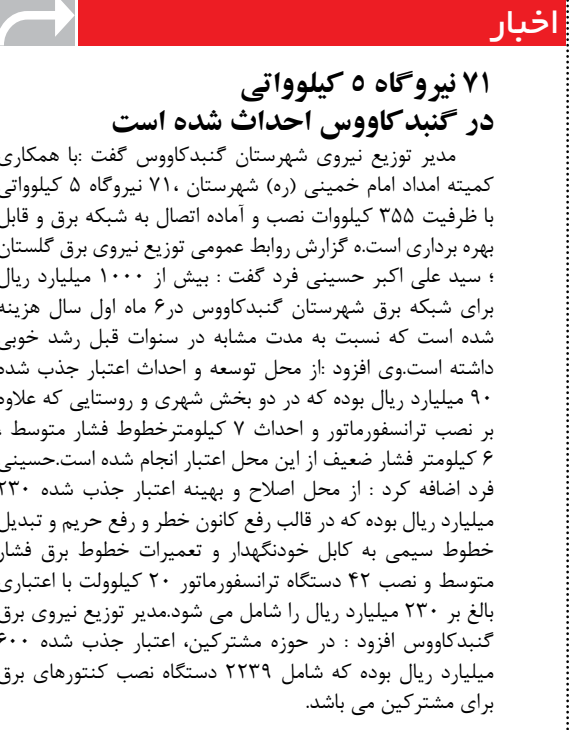 اخبار
۷۱ نیروگاه ۵ کیلوواتی
در گنبدکاووس احداث شده است
مدیر توزیع نیروی شهرستان گنبدکاووس گفت :با همکاری
کمیته امداد امام خمینی (ره) شهرستان ،۷۱ نیروگاه ۵ کیلوواتی
با ظرفیت ۳۵۵ کیلووات نصب و آماده اتصال به شبکه برق و قابل
بهره برداری است.ه گزارش روابط عمومی توزیع نیروی برق گلستان
؛ سید علی اکبر حسینی فرد گفت : بیش از ۱۰۰۰ میلیارد ریال
برای شبکه برق شهرستان گنبدکاووس در۶ ماه اول سال هزینه
شده است که نسبت به مدت مشابه در سنوات قبل رشد خوبی
داشته است.وی افزود :از محل توسعه و احداث اعتبار جذب شده
۹۰ میلیارد ریال بوده که در دو بخش شهری و روستایی که علاوه
بر نصب ترانسفورماتور و احداث ۷ کیلومترخطوط فشار متوسط ،
۶ کیلومتر فشار ضعیف از این محل اعتبار انجام شده است.حسینی
فرد اضافه کرد : از محل اصلاح و بهینه اعتبار جذب شده ۲۳۰
میلیارد ریال بوده که در قالب رفع کانون خطر و رفع حریم و تبدیل
خطوط سیمی به کابل خودنگهدار و تعمیرات خطوط برق فشار
متوسط و نصب ۴۲ دستگاه ترانسفورماتور ۲۰ کیلوولت با اعتباری
بالغ بر ۲۳۰ میلیارد ریال را شامل می شود.مدیر توزیع نیروی برق
گنبدکاووس افزود : در حوزه مشترکین، اعتبار جذب شده ۶۰۰
میلیارد ریال بوده که شامل ۲۲۳۹ دستگاه نصب کنتورهای برق
برای مشترکین می باشد.